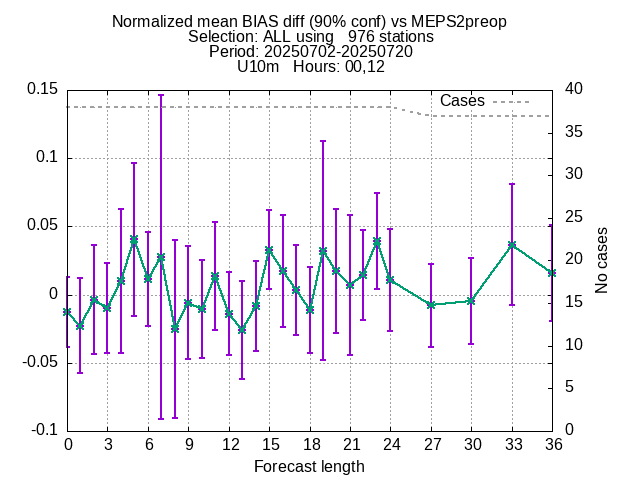 Normalized mean BIAS diff (90% conf) vs MEPS2preop
Selection: ALL using   976 stations
Period: 20250702-20250720
U10m   Hours: 00,12
0.15
0.1
0.05
0
-0.05
-0.1
Cases
40
35
30
25
20
15
10
5
0
No cases
0 3 6 9 12 15 18 21 24 27 30 33 36
Forecast length